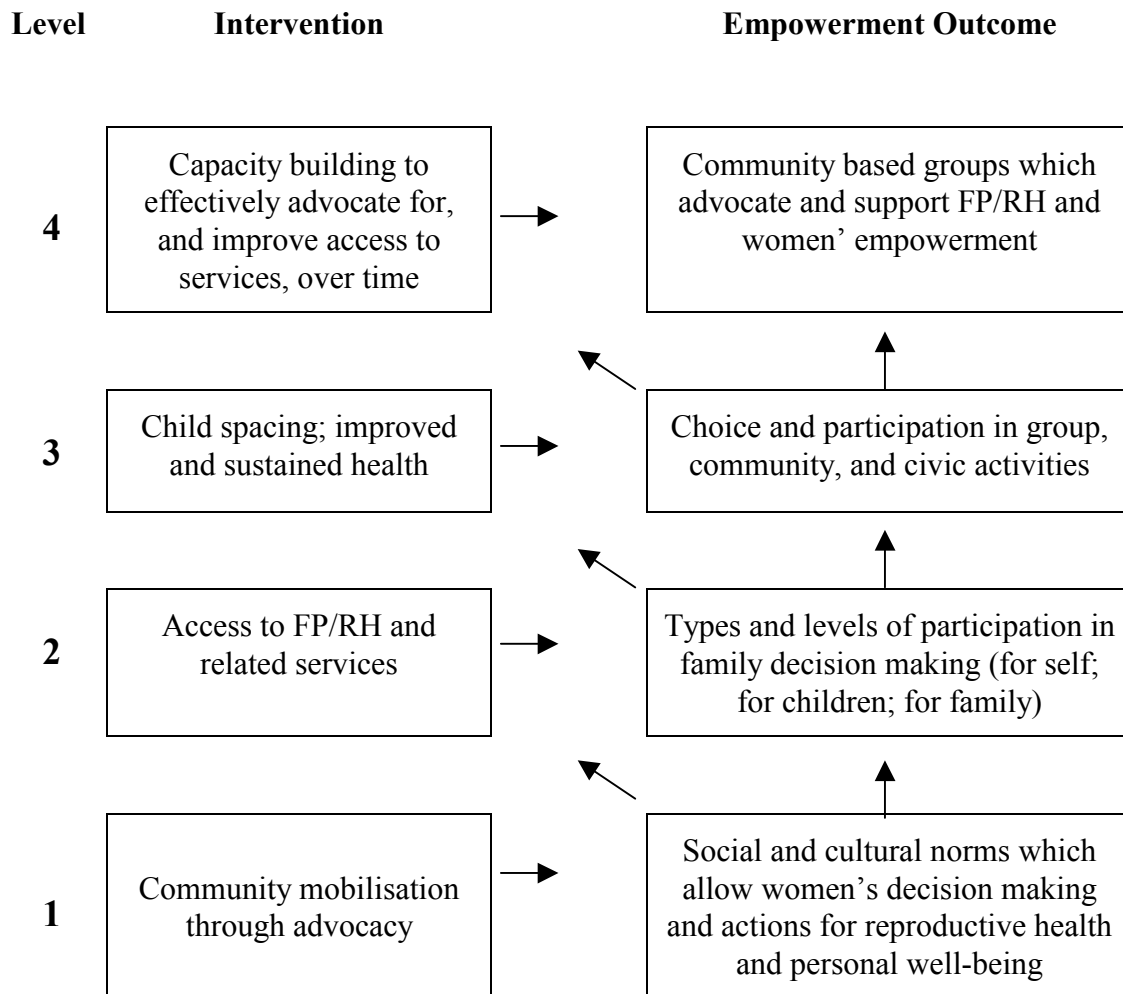 Level Intervention Empowerment Outcome
4
Capacity building to
effectively advocate for,
and improve access to
services, over time
Community based groups which
advocate and support FP/RH and
women’ empowerment
3
Child spacing; improved
and sustained health
Choice and participation in group,
community, and civic activities
2
Access to FP/RH and
related services
Types and levels of participation in
family decision making (for self;
for children; for family)
1
Community mobilisation
through advocacy
Social and cultural norms which
allow women’s decision making
and actions for reproductive health
and personal well-being